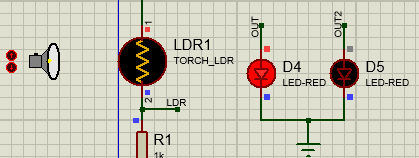 1
LDR1
TORCH_LDR
2
LDR
R1
1k
OUT
D4
LED-RED
OUT2
D5
LED-RED